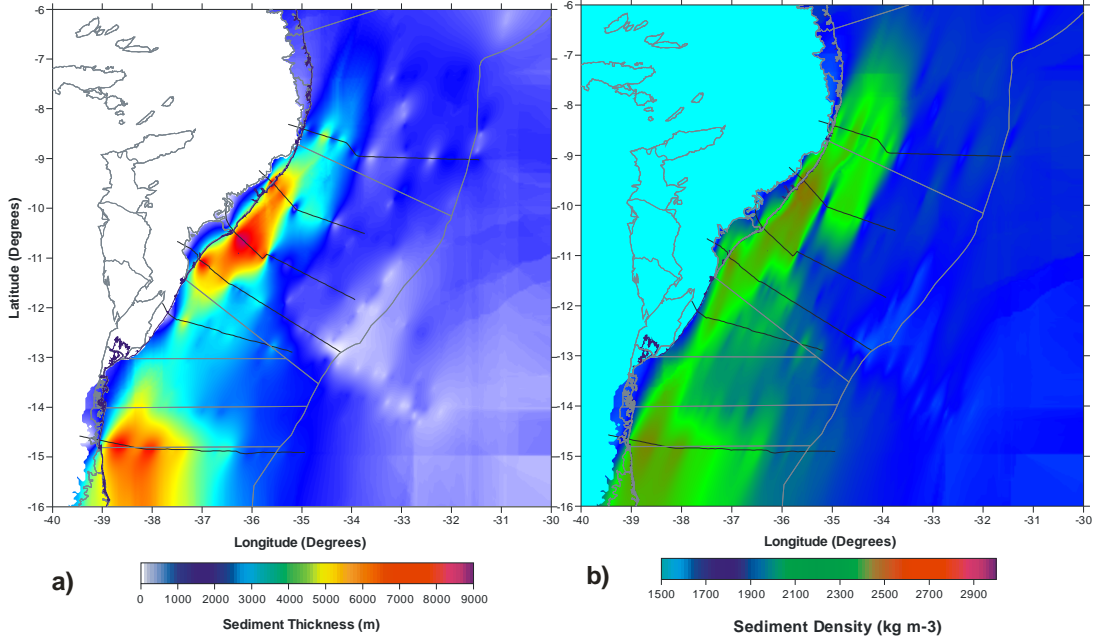 -6 -6
-7 -7
-8 -8
-9 -9
-10 -10
-11 -11
-12 -12
-13 -13
-14 -14
-15 -15
-16 -16
Latitude (Degrees)
-40 -39 -38 -37 -36 -35 -34 -33 -32 -31 -30
-40 -39 -38 -37 -36 -35 -34 -33 -32 -31 -30
Longitude (Degrees)
Longitude (Degrees)
a)
0 1000 2000 3000 4000 5000 6000 7000 8000 9000
Sediment Thickness (m)
b)
1500 1700 1900 2100 2300 2500 2700 2900
Sediment Density (kg m-3)